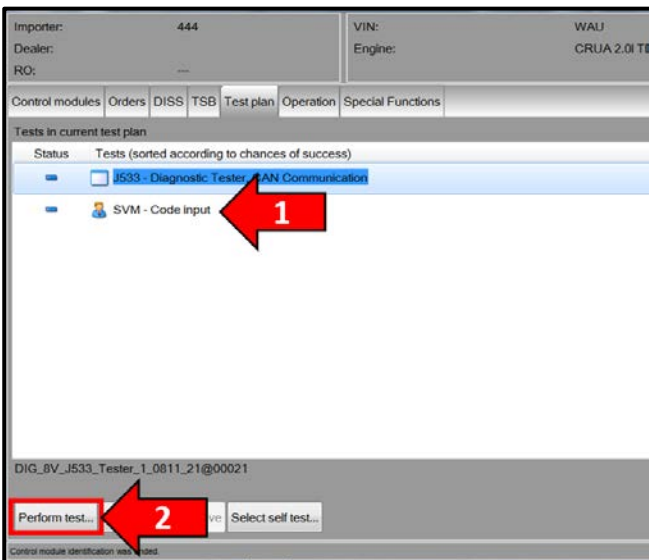 Importer: 444 VIN: WAU
Dealer: Engine: CRUA 2.0l
RO: ---
Control modules Orders DISS TSB Test plan Operation Special Functions
Tests in current test plan
Status Tests (sorted according to chances of success)
J533 - Diagnostic Tester, CAN Communication
SVM - Code input
1
DIG_8V_J533_Tester_1_0811_21@00021
Perform test... 2 Select self test...
Control module identification was ended.